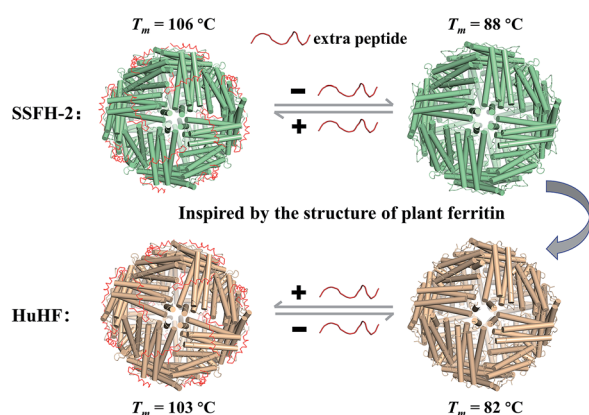 Tm = 106 °C
Tm = 88 °C
extra peptide
SSFH-2:
−
+
Inspired by the structure of plant ferritin
HuHF:
+
−
Tm = 103 °C
Tm = 82 °C